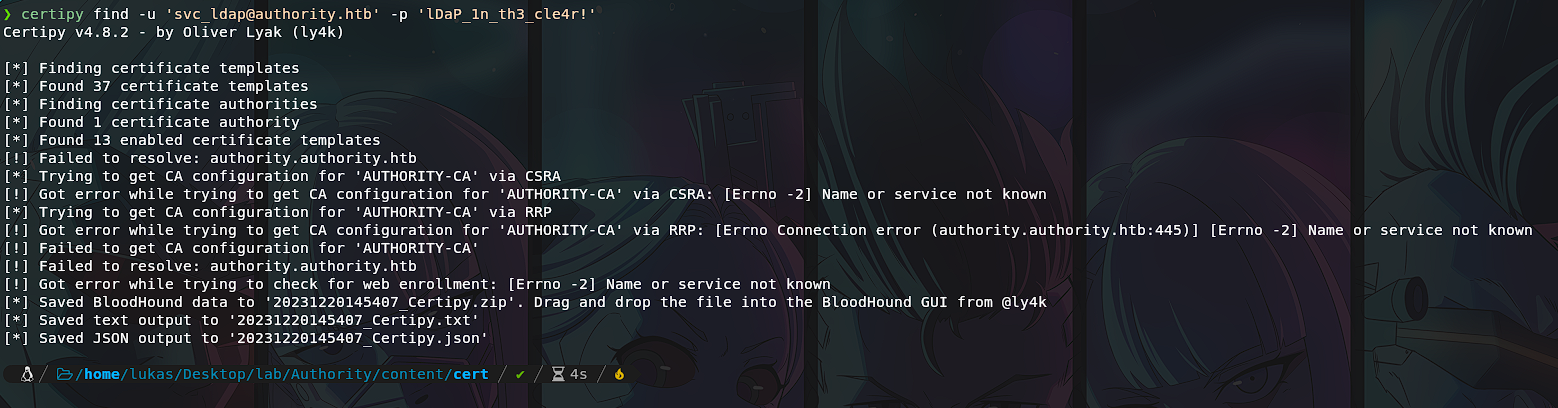 ❯ certipy find -u 'svc_ldap@authority.htb' -p 'lDaP_1n_th3_cle4r!'
Certipy v4.8.2 - by Oliver Lyak (ly4k)
[*] Finding certificate templates
[*] Found 37 certificate templates
[*] Finding certificate authorities
[*] Found 1 certificate authority
[*] Found 13 enabled certificate templates
[!] Failed to resolve: authority.authority.htb
[*] Trying to get CA configuration for 'AUTHORITY-CA' via CSRA
[!] Got error while trying to get CA configuration for 'AUTHORITY-CA' via CSRA: [Errno -2] Name or service not known
[*] Trying to get CA configuration for 'AUTHORITY-CA' via RRP
[!] Got error while trying to get CA configuration for 'AUTHORITY-CA' via RRP: [Errno Connection error (authority.authority.htb:445)] [Errno -2] Name or service not known
[!] Failed to get CA configuration for 'AUTHORITY-CA'
[!] Failed to resolve: authority.authority.htb
[!] Got error while trying to check for web enrollment: [Errno -2] Name or service not known
[*] Saved BloodHound data to '20231220145407_Certipy.zip'. Drag and drop the file into the BloodHound GUI from @ly4k
[*] Saved text output to '20231220145407_Certipy.txt'
[*] Saved JSON output to '20231220145407_Certipy.json'
/ /home/lukas/Desktop/lab/Authority/content/cert / ✔ / 4s /